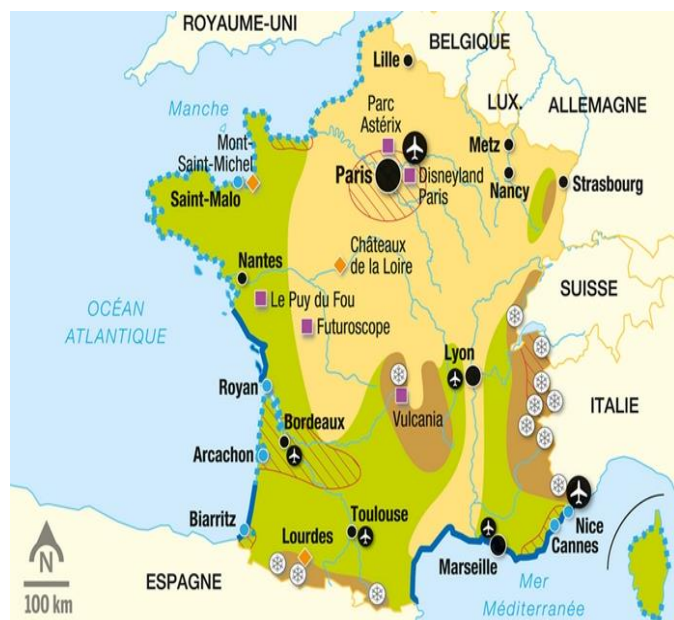 ROYAUME-UNI
BELGIQUE
Lille
LUX.
ALLEMAGNE
Manche
Parc
Astérix
Metz
Mont-
Saint-Michel
Paris
Disneyland
Paris
Nancy
Strasbourg
Saint-Malo
Châteaux
de la Loire
Nantes
SUISSE
Le Puy du Fou
OCÉAN
ATLANTIQUE
Futuroscope
Lyon
Royan
ITALIE
Vulcania
Bordeaux
Arcachon
Biarritz
Toulouse
Nice
Cannes
Lourdes
Marseille
N
ESPAGNE
Mer
Méditerranée
100 km